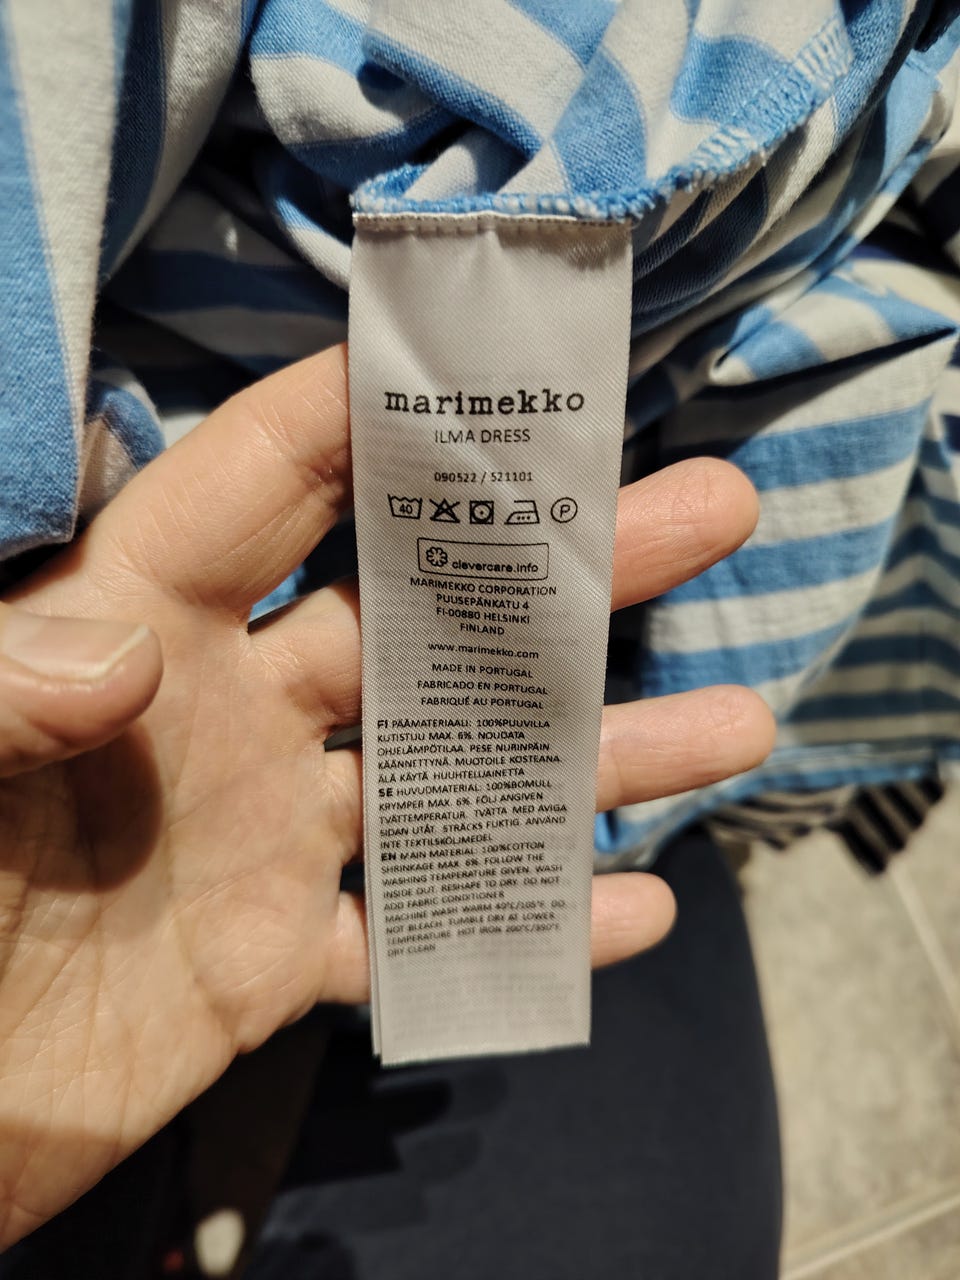 marimekko
ILMA DRESS
090522 / 521101
40 P
clevercare.info
MARIMEKKO CORPORATION
PUUSEPÄNKATU 4
FI-00880 HELSINKI
FINLAND
www.marimekko.com
MADE IN PORTUGAL
FABRICADO EN PORTUGAL
FABRIQUÉ AU PORTUGAL
FI PÄÄMATERIAALI: 100%PUUVILLA
KUTISTUU MAX. 6%. NOUDATA
OHJELÄMPÖTILAA. PESE NURINPÄIN
KÄÄNNETTYNÄ. MUOTOILE KOSTEANA
ÄLÄ KÄYTÄ HUUHTELUAINETTA
SE HUVUDMATERIAL: 100%BOMULL
KRYMPER MAX. 6%. FÖLJ ANGIVEN
TVÄTTEMPERATUR. TVÄTTA MED AVIGA
SIDAN UTÅT. STRÄCKS FUKTIG. ANVÄND
INTE TEXTILSKÖLJMEDEL
EN MAIN MATERIAL: 100%COTTON
SHRINKAGE MAX. 6%. FOLLOW THE
WASHING TEMPERATURE GIVEN. WASH
INSIDE OUT. RESHAPE TO DRY. DO NOT
ADD FABRIC CONDITIONER
MACHINE WASH WARM 40°C/105°F. DO
NOT BLEACH. TUMBLE DRY AT LOWER
TEMPERATURE. HOT IRON 200°C/390°F.
DRY CLEAN